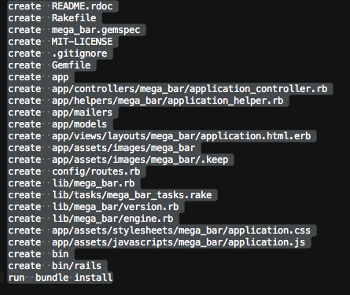 create  README.rdoc
create  Rakefile
create  mega_bar.gemspec
create  MIT-LICENSE
create  .gitignore
create  Gemfile
create  app
create  app/controllers/mega_bar/application_controller.rb
create  app/helpers/mega_bar/application_helper.rb
create  app/mailers
create  app/models
create  app/views/layouts/mega_bar/application.html.erb
create  app/assets/images/mega_bar
create  app/assets/images/mega_bar/.keep
create  config/routes.rb
create  lib/mega_bar.rb
create  lib/tasks/mega_bar_tasks.rake
create  lib/mega_bar/version.rb
create  lib/mega_bar/engine.rb
create  app/assets/stylesheets/mega_bar/application.css
create  app/assets/javascripts/mega_bar/application.js
create  bin
create  bin/rails
run  bundle install